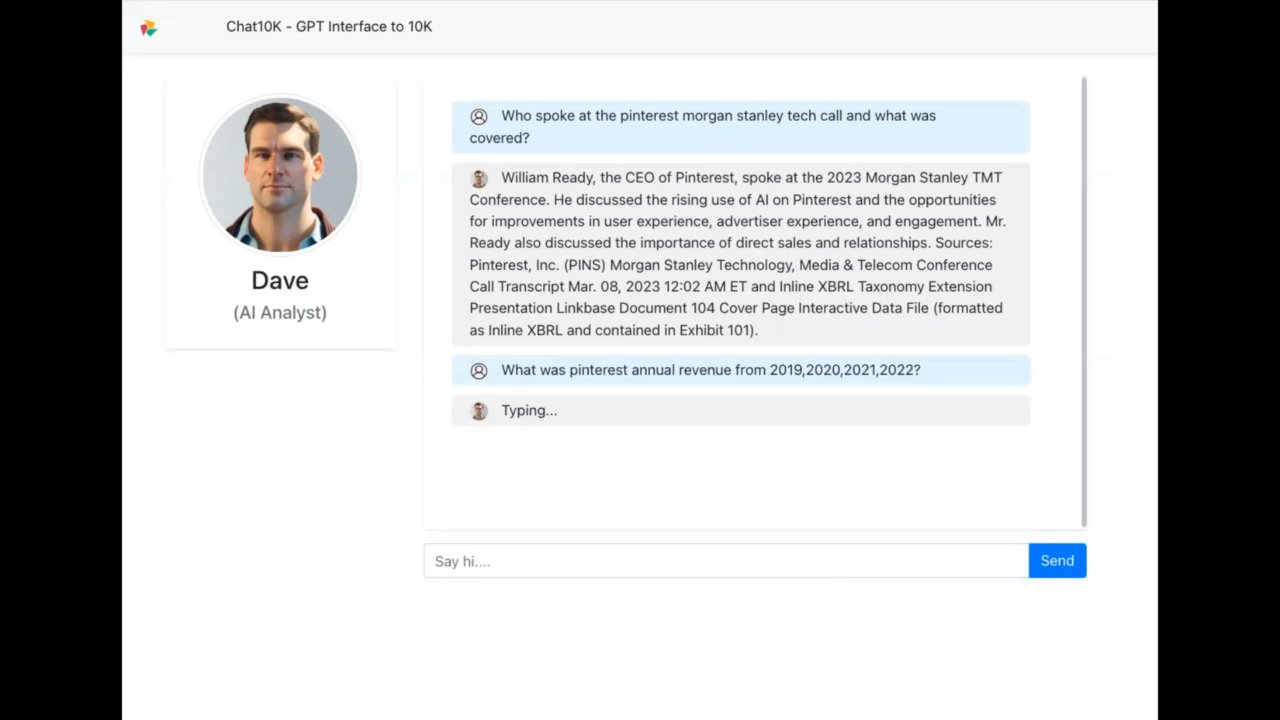 Chat10K - GPT Interface to 10K
Dave
(AI Analyst)
Who spoke at the pinterest morgan stanley tech call and what was
covered?
William Ready, the CEO of Pinterest, spoke at the 2023 Morgan Stanley TMT
Conference. He discussed the rising use of AI on Pinterest and the opportunities
for improvements in user experience, advertiser experience, and engagement. Mr.
Ready also discussed the importance of direct sales and relationships. Sources:
Pinterest, Inc. (PINS) Morgan Stanley Technology, Media & Telecom Conference
Call Transcript Mar. 08, 2023 12:02 AM ET and Inline XBRL Taxonomy Extension
Presentation Linkbase Document 104 Cover Page Interactive Data File (formatted
as Inline XBRL and contained in Exhibit 101).
What was pinterest annual revenue from 2019,2020,2021,2022?
Typing...
Say hi....
Send